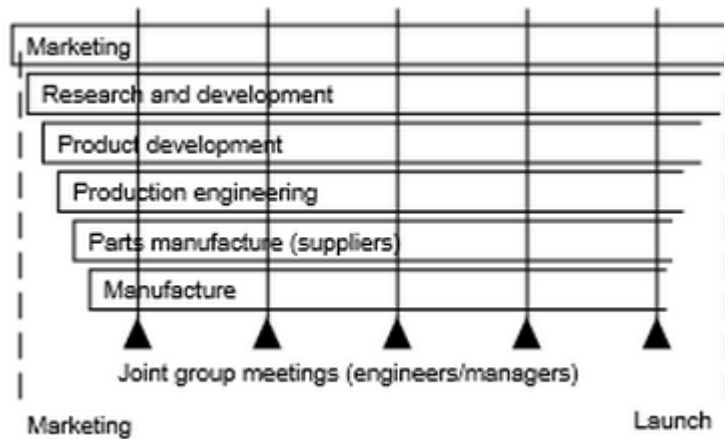 Marketing
Research and development
Product development
Production engineering
Parts manufacture (suppliers)
Manufacture
Joint group meetings (engineers/managers)
Marketing
Launch